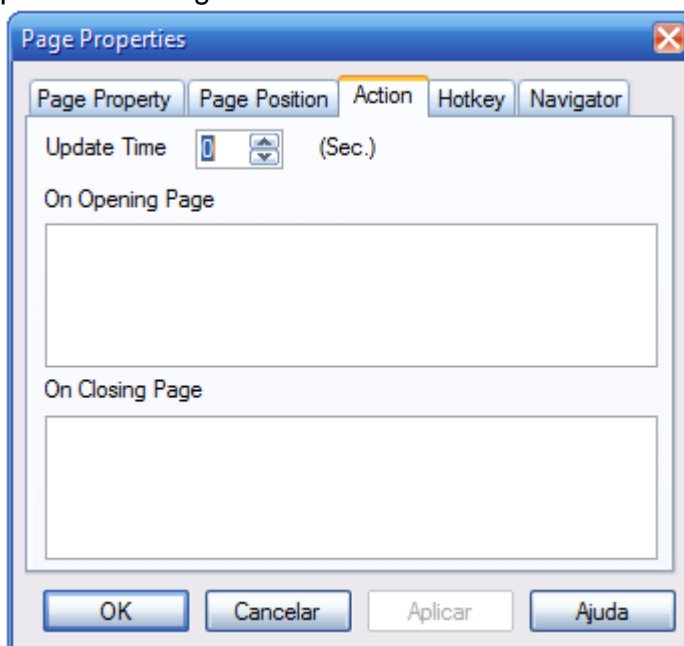 Page Properties
Page Property Page Position Action Hotkey Navigator
Update Time 0 (Sec.)
On Opening Page
On Closing Page
OK Cancelar Aplicar Ajuda